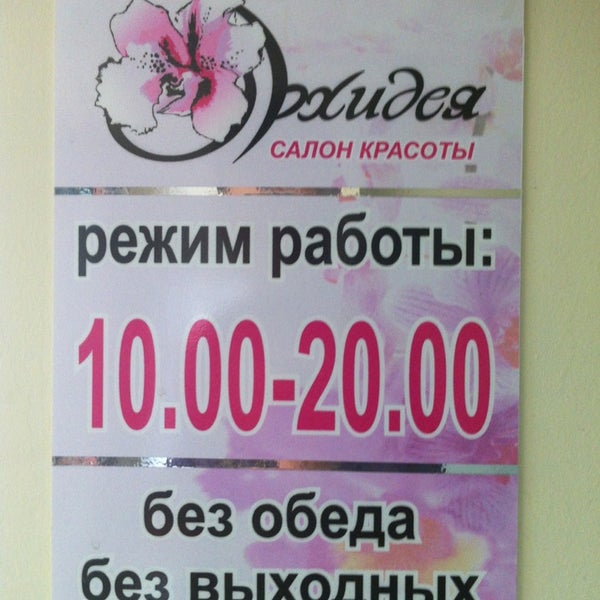 Орхидея
САЛОН КРАСОТЫ
режим работы:
10.00-20.00
без обеда
без выходных